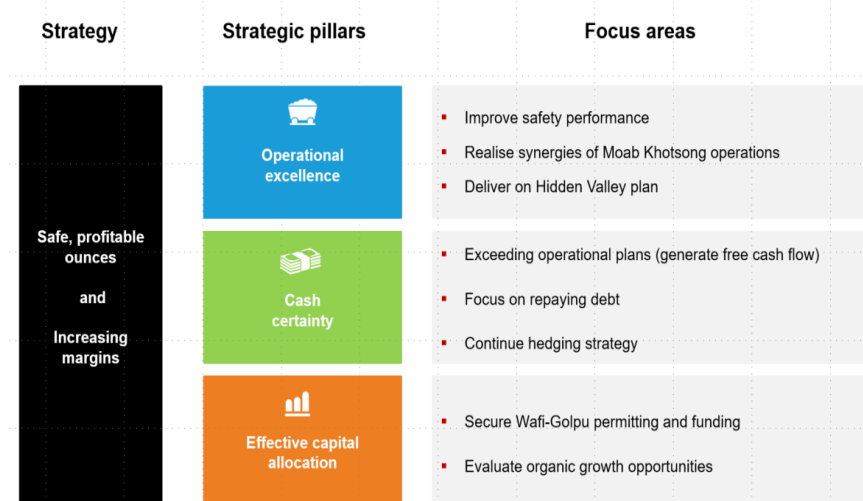 Strategy
Strategic pillars
Focus areas
Safe, profitable
ounces
and
Increasing
margins
Operational
excellence
Improve safety performance
Realise synergies of Moab Khotsong operations
Deliver on Hidden Valley plan
Cash
certainty
Exceeding operational plans (generate free cash flow)
Focus on repaying debt
Continue hedging strategy
Effective capital
allocation
Secure Wafi-Golpu permitting and funding
Evaluate organic growth opportunities